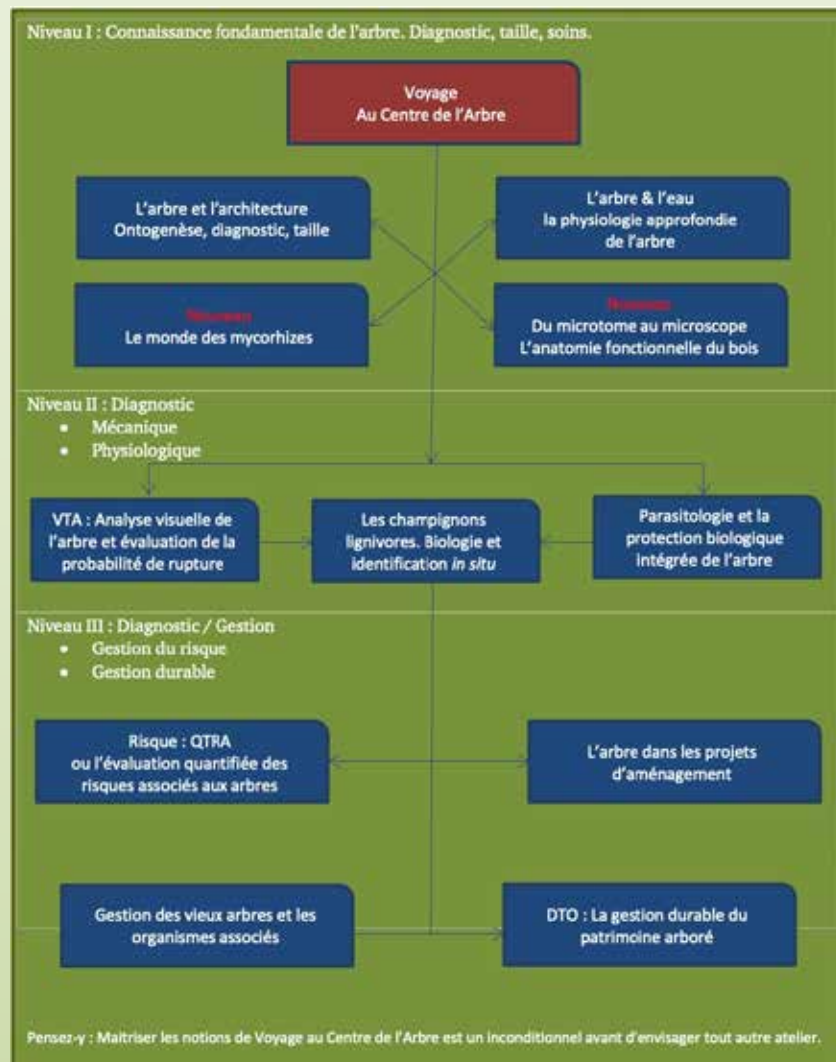 Niveau I : Connaissance fondamentale de l'arbre. Diagnostic, taille, soins.
Voyage
Au Centre de l'Arbre
L'arbre et l'architecture
Ontogenèse, diagnostic, taille
L'arbre & l'eau
la physiologie approfondie
de l'arbre
Nouveau
Le monde des mycorhizes
Nouveau
Du microtome au microscope
L'anatomie fonctionnelle du bois
Niveau II : Diagnostic
• Mécanique
• Physiologique
VTA : Analyse visuelle de
l'arbre et évaluation de la
probabilité de rupture
Les champignons
lignivores. Biologie et
identification in situ
Parasitologie et la
protection biologique
intégrée de l'arbre
Niveau III : Diagnostic / Gestion
• Gestion du risque
• Gestion durable
Risque : QTRA
ou l'évaluation quantifiée des
risques associés aux arbres
L'arbre dans les projets
d'aménagement
Gestion des vieux arbres et les
organismes associés
DTO : La gestion durable du
patrimoine arboré
Pensez-y : Maitriser les notions de Voyage au Centre de l'Arbre est un inconditionnel avant d'envisager tout autre atelier.